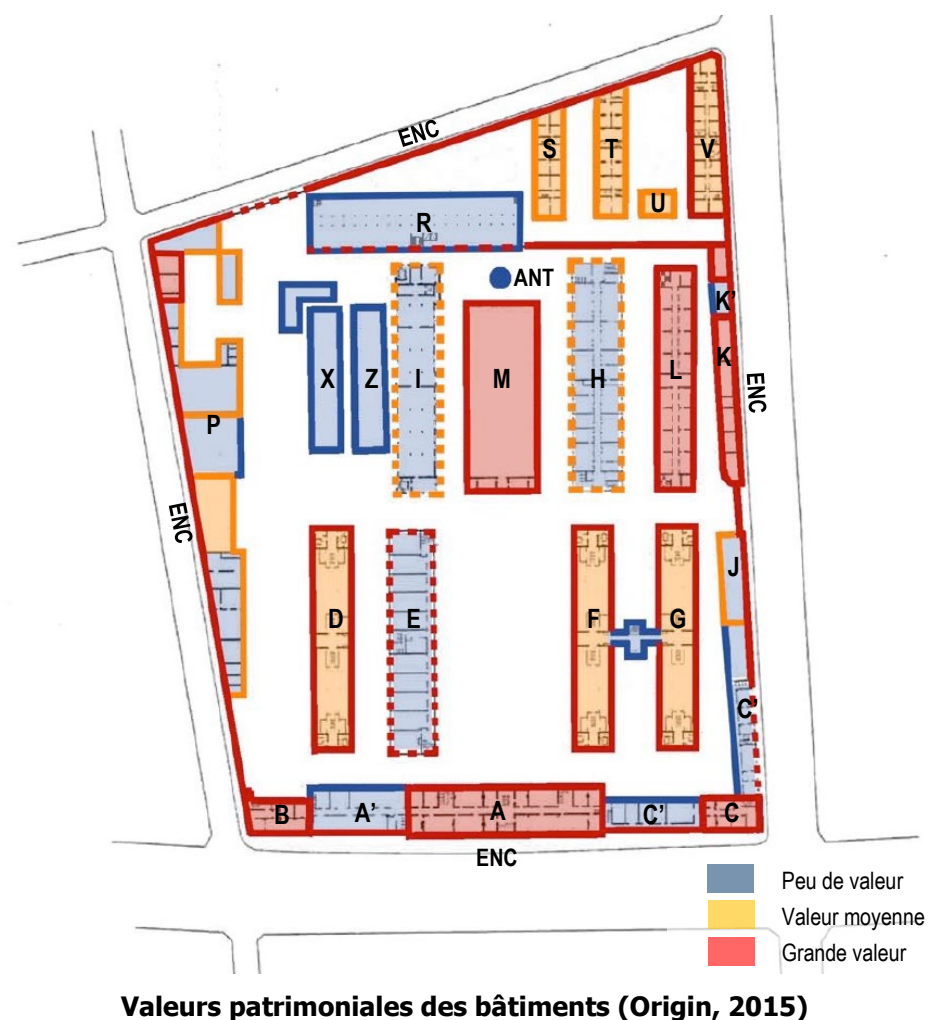 ENC
S T V
U
R
ANT
K'
X Z I M H L K
ENC
P
ENC
J
D E F G
C'
B A' A C' C
ENC
Peu de valeur
Valeur moyenne
Grande valeur
Valeurs patrimoniales des bâtiments (Origin, 2015)